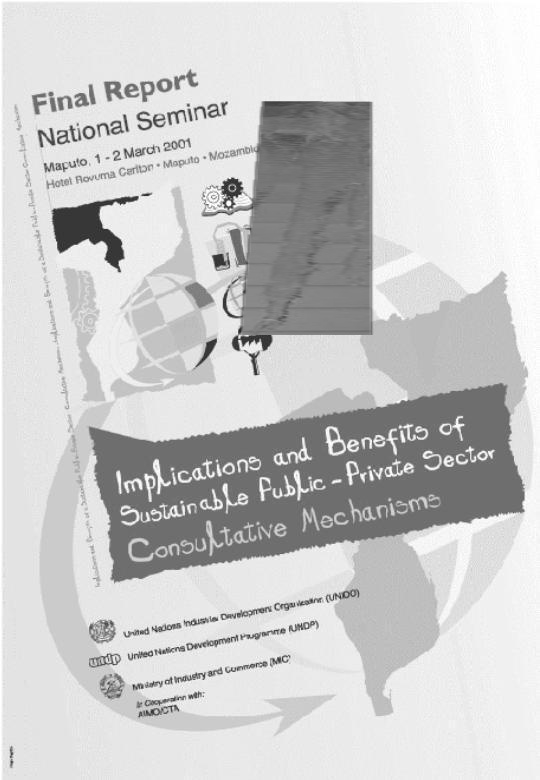 Final Report
National Seminar
Maputo, 1 - 2 March 2001
Hotel Rovuma Carlton • Maputo •
Implications and Benefits of
Sustainable Public - Private Sector
Consultative Mechanisms
United Nations Industrial Development Organization (UNIDO)
undp United Nations Development Programme (UNDP)
Ministry of Industry and Commerce (MIC)
In Cooperation with:
AIMO/CTA